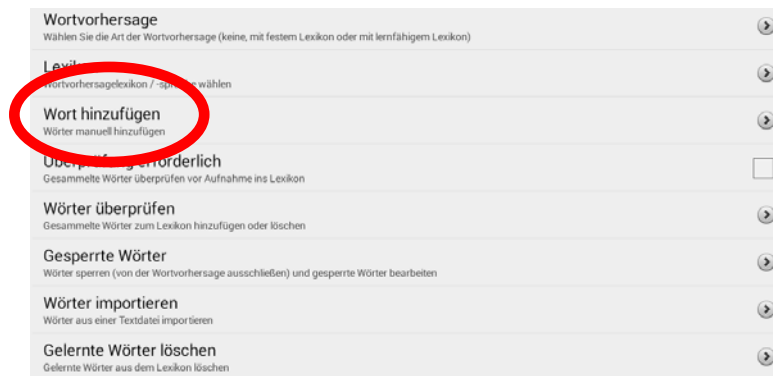 Wortvorhersage
Wählen Sie die Art der Wortvorhersage (keine, mit festem Lexikon oder mit lernfähigem Lexikon)
Lexikon
Wortvorhersagelexikon / -sprache wählen
Wort hinzufügen
Wörter manuell hinzufügen
Überprüfung erforderlich
Gesammelte Wörter überprüfen vor Aufnahme ins Lexikon
Wörter überprüfen
Gesammelte Wörter zum Lexikon hinzufügen oder löschen
Gesperrte Wörter
Wörter sperren (von der Wortvorhersage ausschließen) und gesperrte Wörter bearbeiten
Wörter importieren
Wörter aus einer Textdatei importieren
Gelernte Wörter löschen
Gelernte Wörter aus dem Lexikon löschen